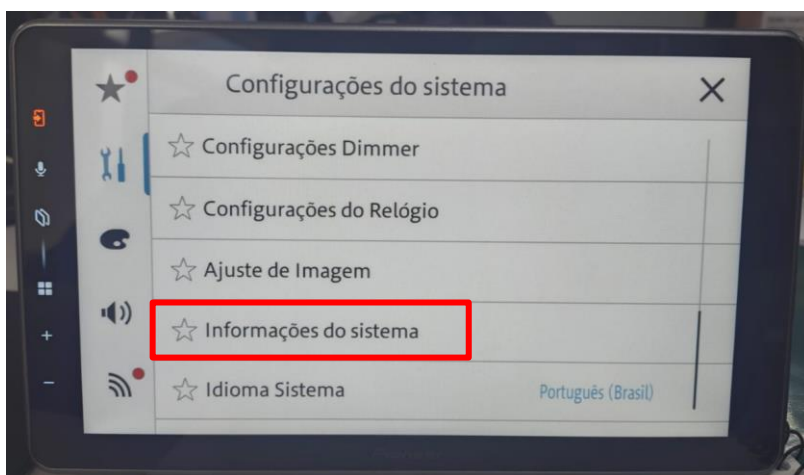 Configurações do sistema
Configurações Dimmer
Configurações do Relógio
Ajuste de Imagem
Informações do sistema
Idioma Sistema
Português (Brasil)